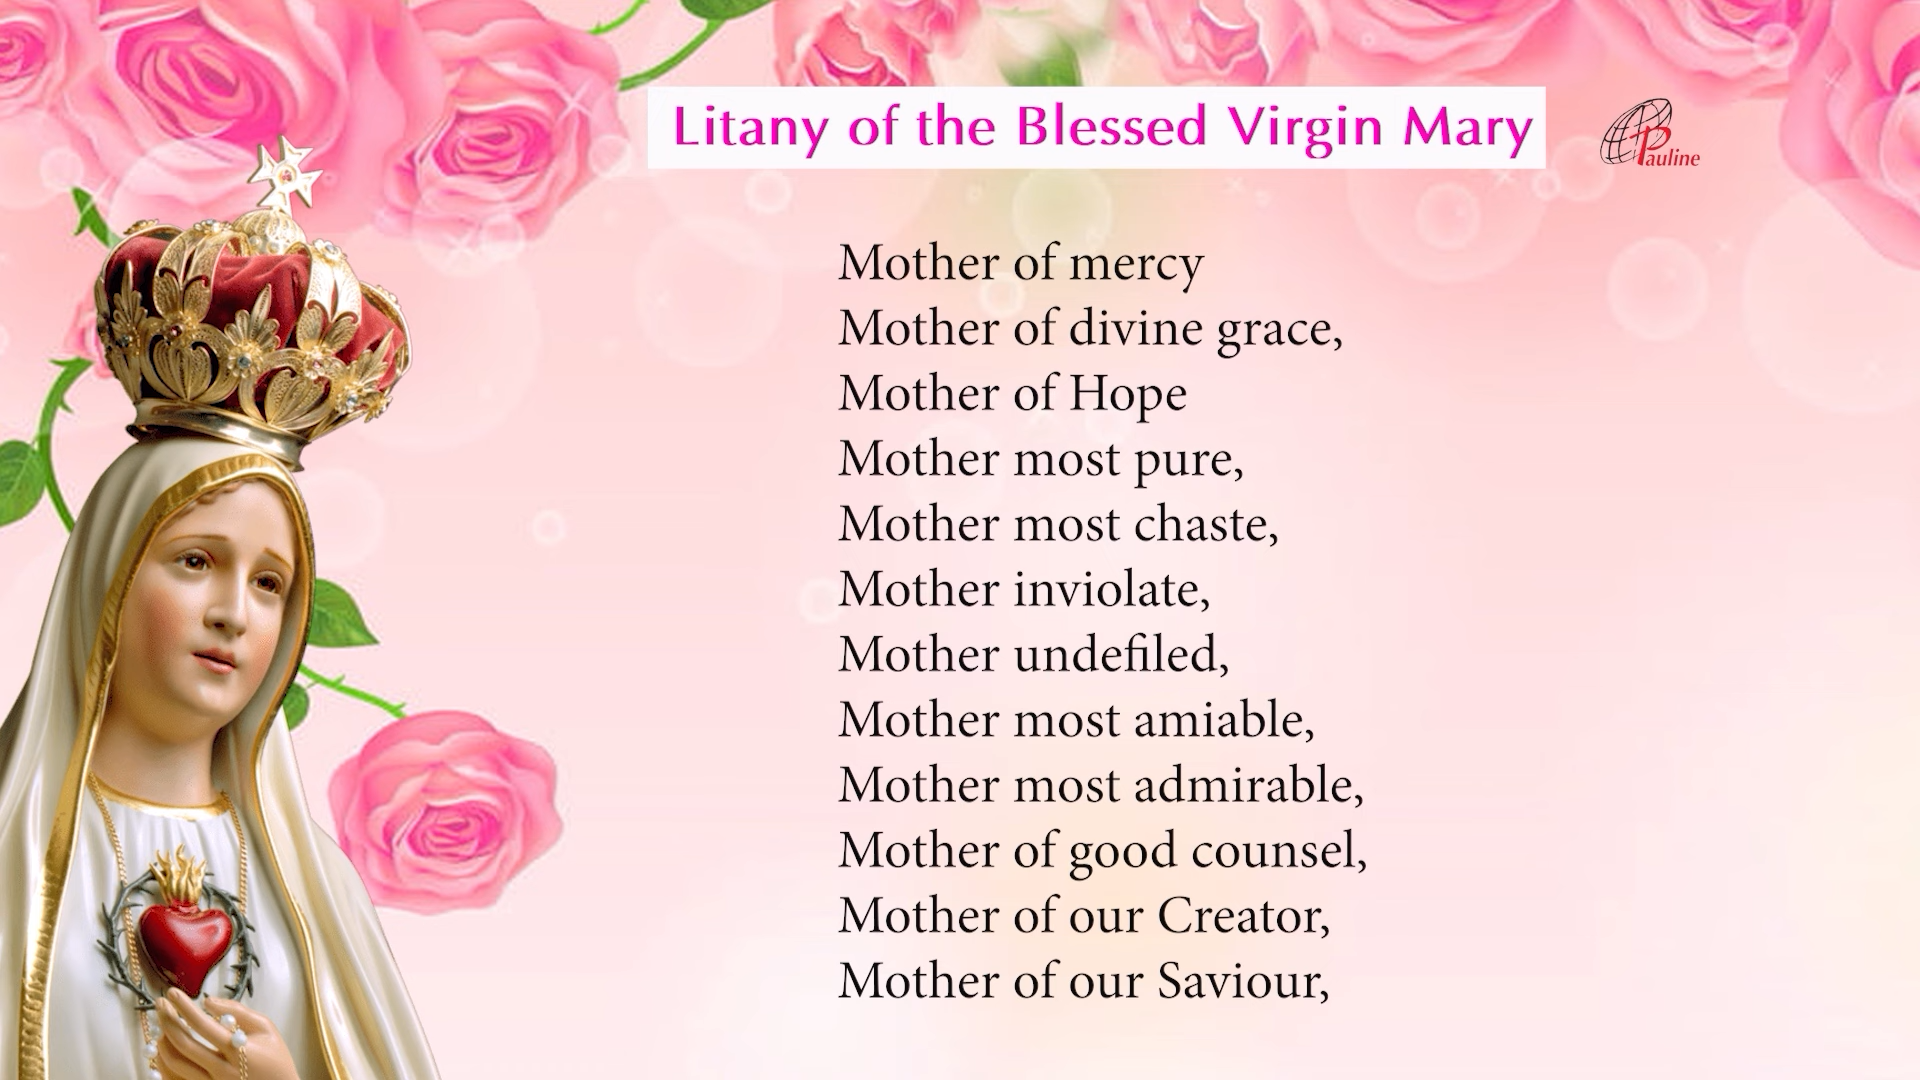 Litany of the Blessed Virgin Mary
Pauline
Mother of mercy
Mother of divine grace,
Mother of Hope
Mother most pure,
Mother most chaste,
Mother inviolate,
Mother undefiled,
Mother most amiable,
Mother most admirable,
Mother of good counsel,
Mother of our Creator,
Mother of our Saviour,